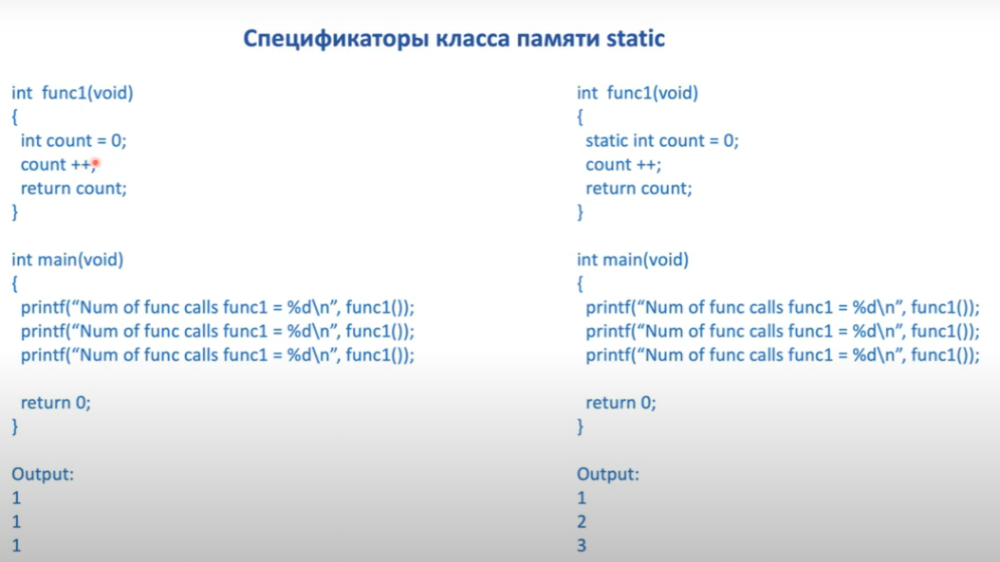 Спецификаторы класса памяти static
int  func1(void)
{
 int count = 0;
 count ++;
 return count;
}
int main(void)
{
 printf(“Num of func calls func1 = %d\n”, func1());
 printf(“Num of func calls func1 = %d\n”, func1());
 printf(“Num of func calls func1 = %d\n”, func1());
 return 0;
}
Output:
1
1
1
int  func1(void)
{
 static int count = 0;
 count ++;
 return count;
}
int main(void)
{
 printf(“Num of func calls func1 = %d\n”, func1());
 printf(“Num of func calls func1 = %d\n”, func1());
 printf(“Num of func calls func1 = %d\n”, func1());
 return 0;
}
Output:
1
2
3